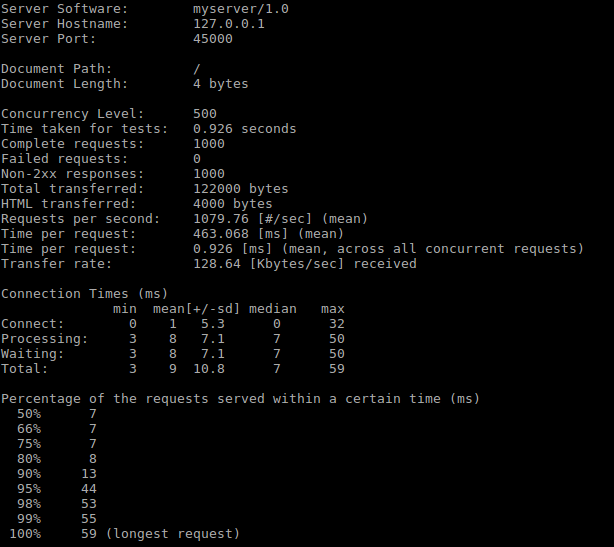 Server Software:        myserver/1.0
Server Hostname:        127.0.0.1
Server Port:            45000

Document Path:          /
Document Length:        4 bytes

Concurrency Level:      500
Time taken for tests:   0.926 seconds
Complete requests:      1000
Failed requests:        0
Non-2xx responses:      1000
Total transferred:      122000 bytes
HTML transferred:       4000 bytes
Requests per second:    1079.76 [#/sec] (mean)
Time per request:       463.068 [ms] (mean)
Time per request:       0.926 [ms] (mean, across all concurrent requests)
Transfer rate:          128.64 [Kbytes/sec] received

Connection Times (ms)
              min  mean[+/-sd] median   max
Connect:        0    1   5.3      0      32
Processing:     3    8   7.1      7      50
Waiting:        3    8   7.1      7      50
Total:          3    9  10.8      7      59

Percentage of the requests served within a certain time (ms)
  50%      7
  66%      7
  75%      7
  80%      8
  90%     13
  95%     44
  98%     53
  99%     55
 100%     59 (longest request)